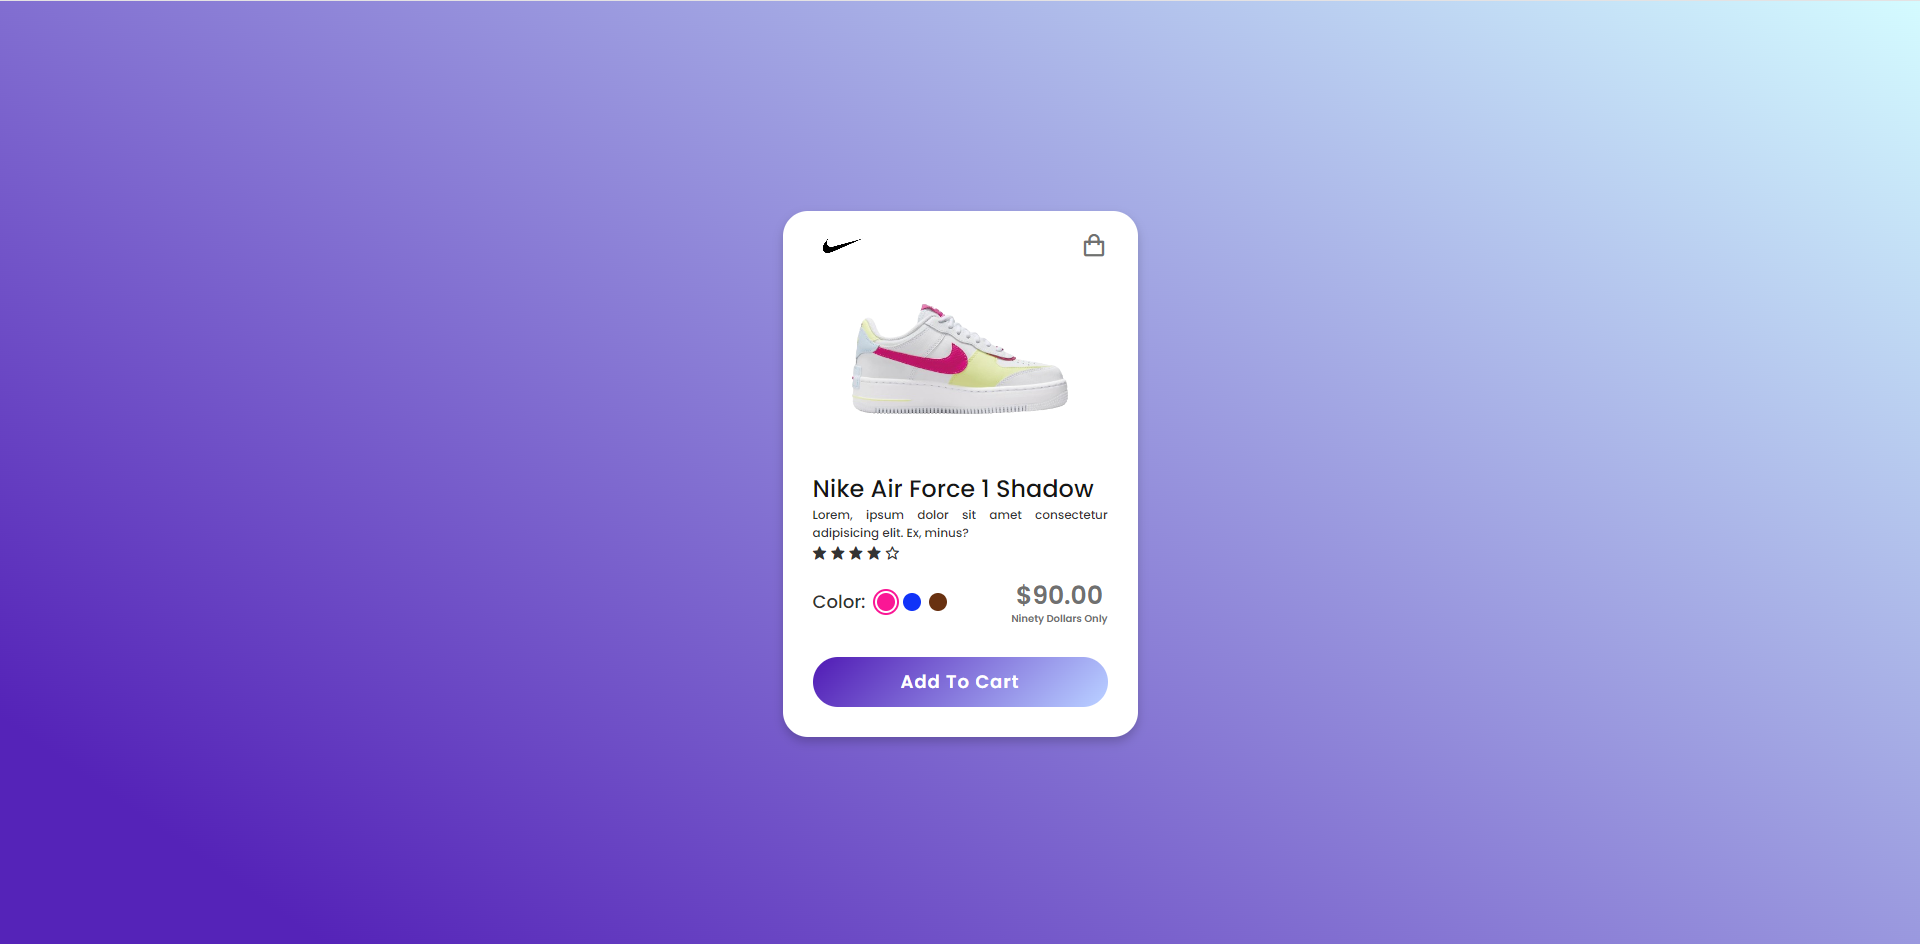 Nike Air Force 1 Shadow
Lorem, ipsum dolor sit amet consectetur
adipisicing elit. Ex, minus?
Color:
$90.00
Ninety Dollars Only
Add To Cart